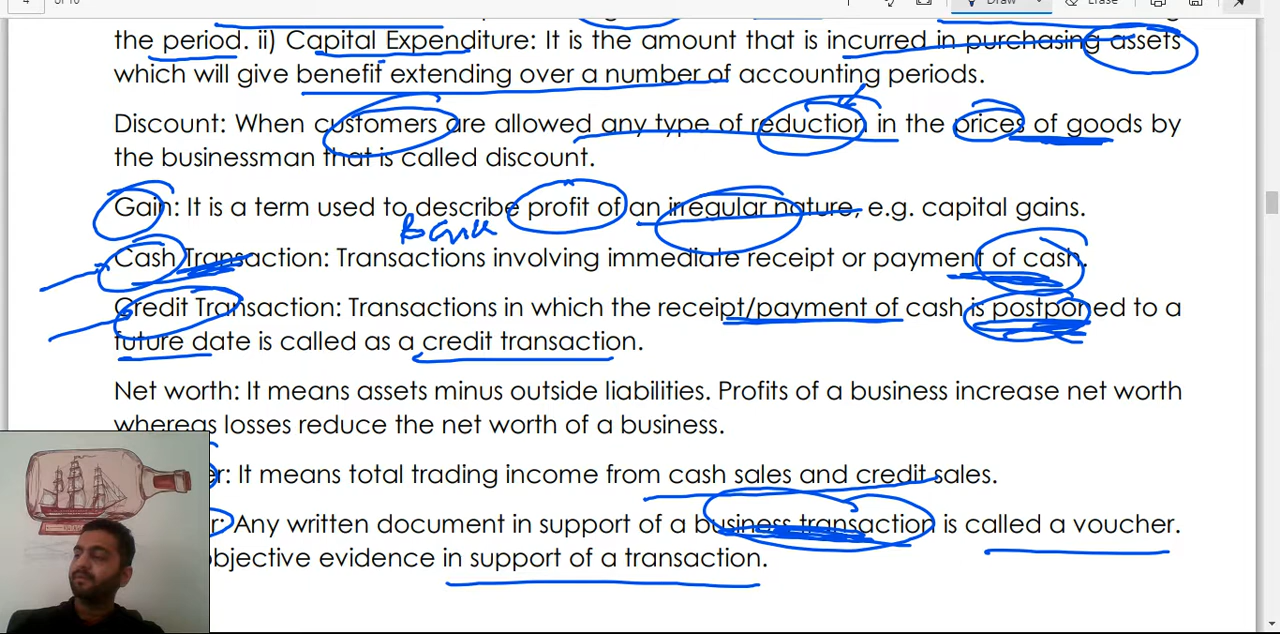 4 of 10 Draw Erase
the period. ii) Capital Expenditure: It is the amount that is incurred in purchasing assets
which will give benefit extending over a number of accounting periods.
Discount: When customers are allowed any type of reduction in the prices of goods by
the businessman that is called discount.
Gain: It is a term used to describe profit of an irregular nature, e.g. capital gains.
Bank
Cash Transaction: Transactions involving immediate receipt or payment of cash.
Credit Transaction: Transactions in which the receipt/payment of cash is postponed to a
future date is called as a credit transaction.
Net worth: It means assets minus outside liabilities. Profits of a business increase net worth
whereas losses reduce the net worth of a business.
r: It means total trading income from cash sales and credit sales.
r: Any written document in support of a business transaction is called a voucher.
objective evidence in support of a transaction.